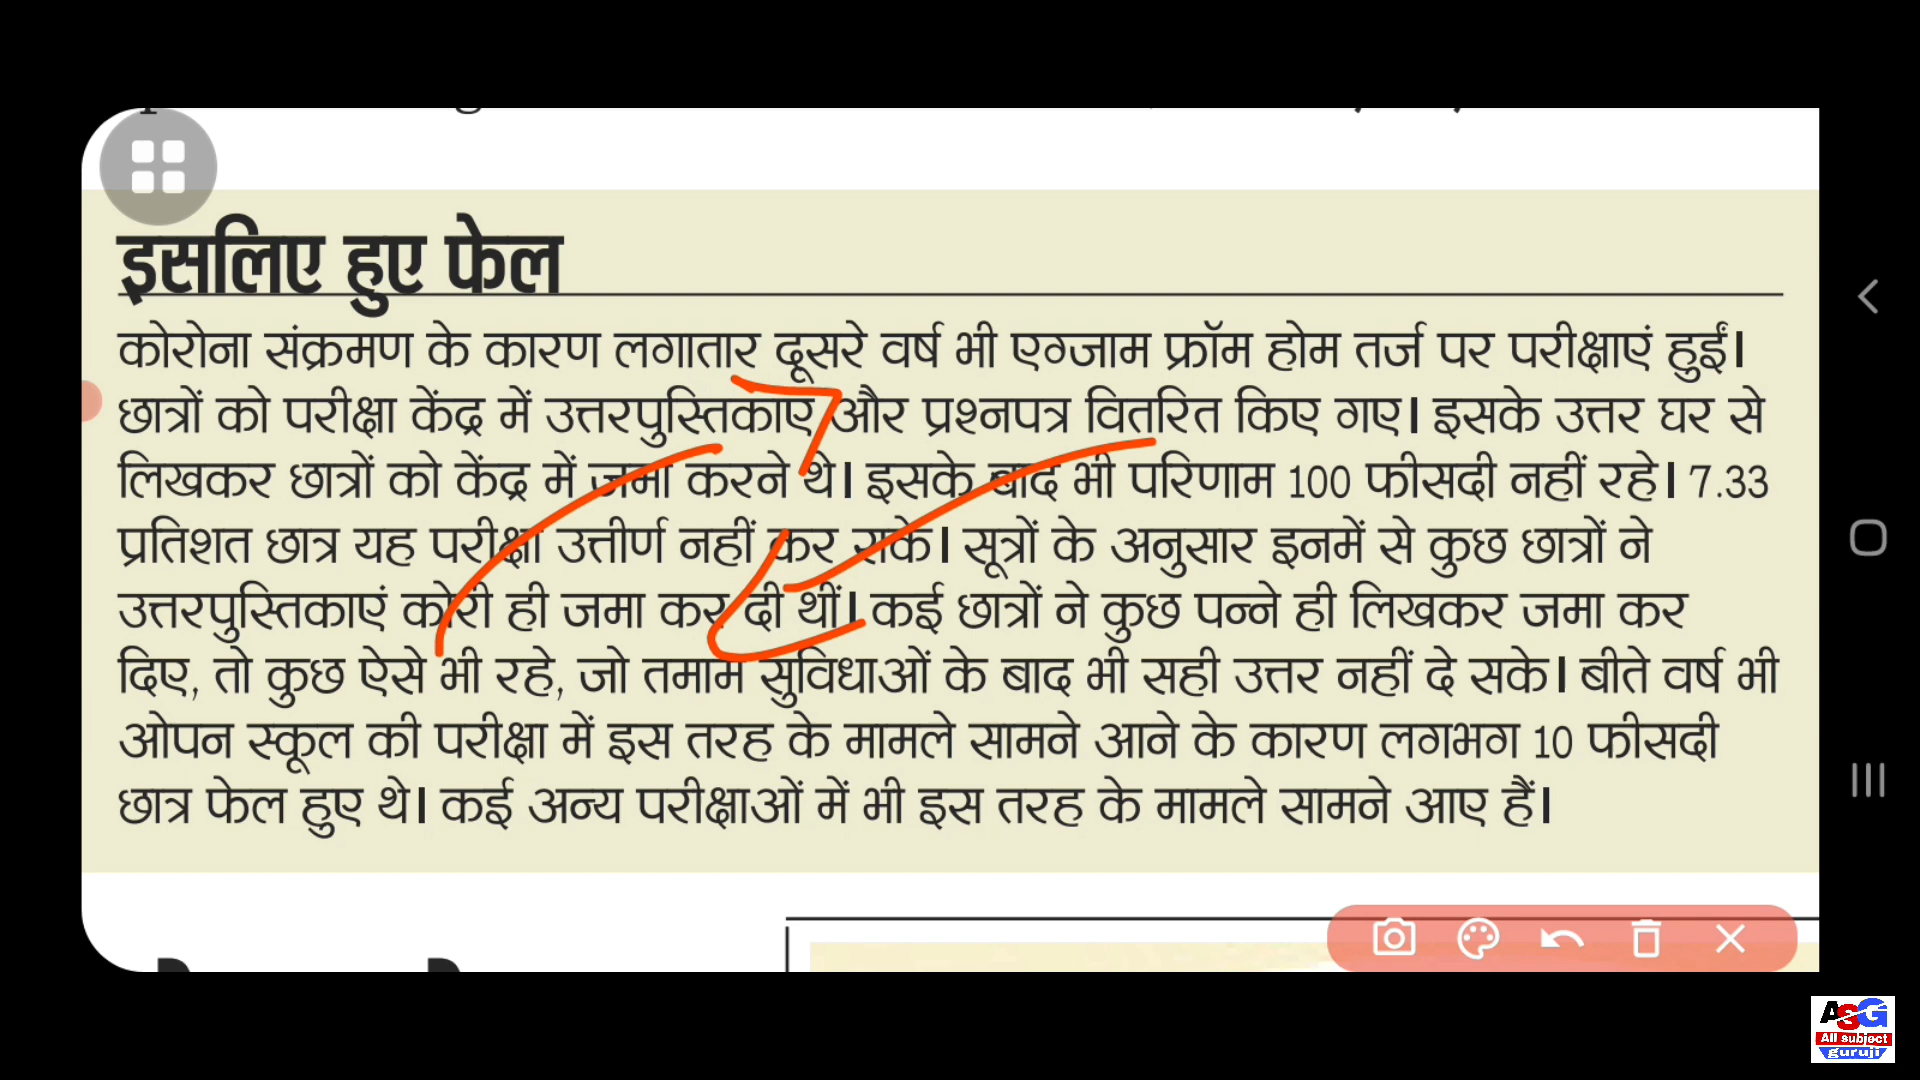 इसलिए हुए फेल
कोरोना संक्रमण के कारण लगातार दूसरे वर्ष भी एग्जाम फ्रॉम होम तर्ज पर परीक्षाएं हुईं।
छात्रों को परीक्षा केंद्र में उत्तरपुस्तिकाएं और प्रश्नपत्र वितरित किए गए। इसके उत्तर घर से
लिखकर छात्रों को केंद्र में जमा करने थे। इसके बाद भी परिणाम 100 फीसदी नहीं रहे। 7.33
प्रतिशत छात्र यह परीक्षा उत्तीर्ण नहीं कर सके। सूत्रों के अनुसार इनमें से कुछ छात्रों ने
उत्तरपुस्तिकाएं कोरी ही जमा कर दी थीं। कई छात्रों ने कुछ पन्ने ही लिखकर जमा कर
दिए, तो कुछ ऐसे भी रहे, जो तमाम सुविधाओं के बाद भी सही उत्तर नहीं दे सके। बीते वर्ष भी
ओपन स्कूल की परीक्षा में इस तरह के मामले सामने आने के कारण लगभग 10 फीसदी
छात्र फेल हुए थे। कई अन्य परीक्षाओं में भी इस तरह के मामले सामने आए हैं।
ASG
All subject
guruji